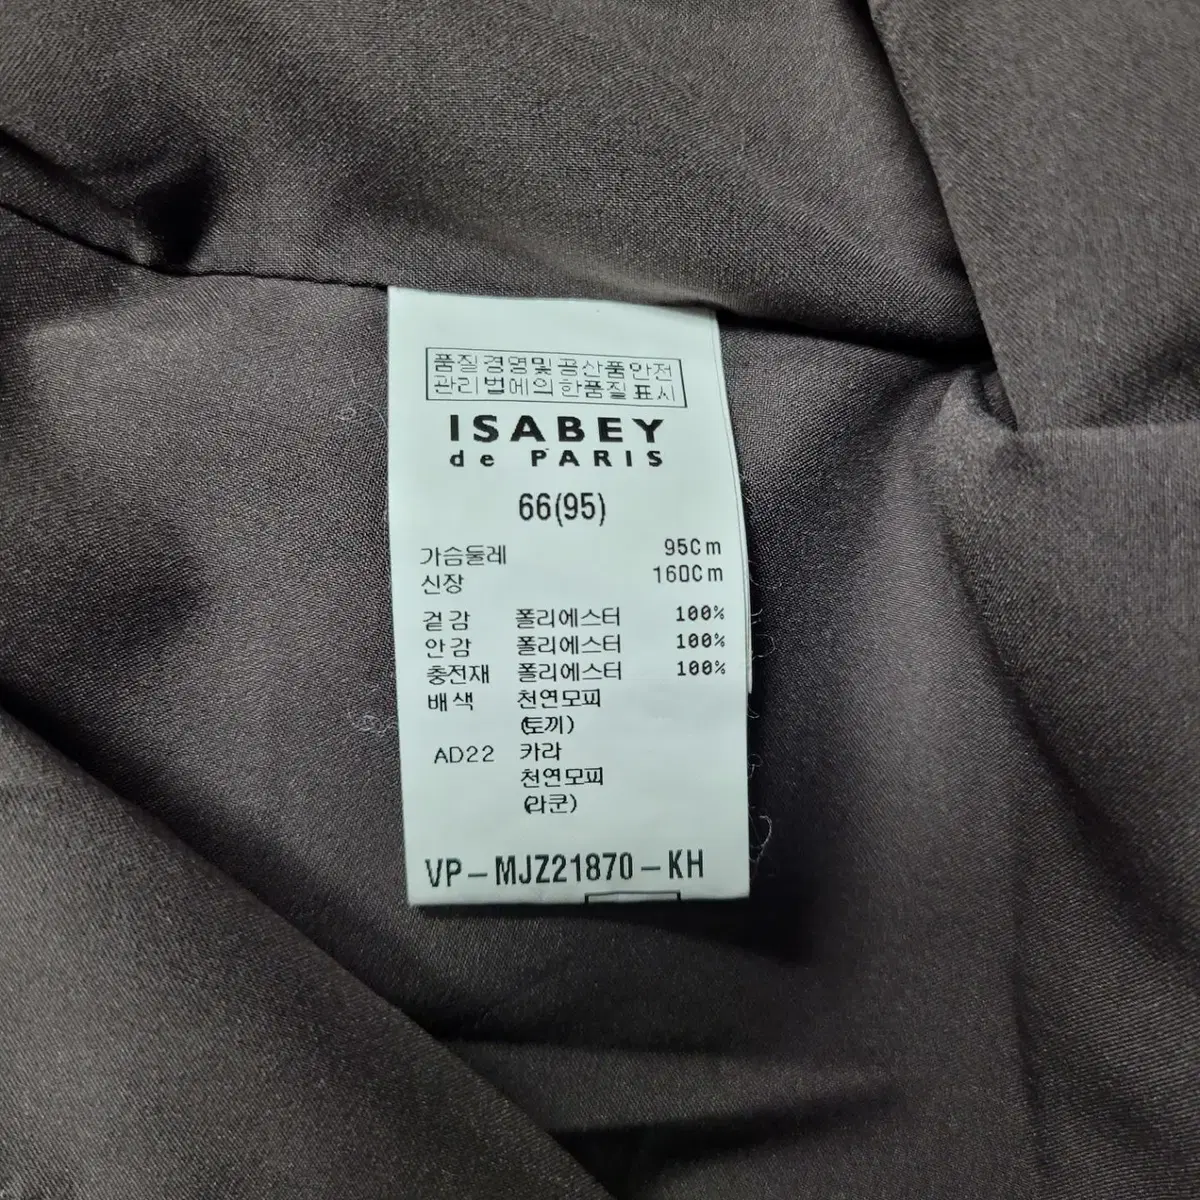 품질경영및공산품안전
관리법에의한품질표시
ISABEY
de PARIS
66(95)
가슴둘레 95Cm
신장 160Cm
겉감 폴리에스터 100%
안감 폴리에스터 100%
충전재 폴리에스터 100%
배색 천연모피
(토끼)
AD22 카라
천연모피
(라쿤)
VP-MJZ21870-KH